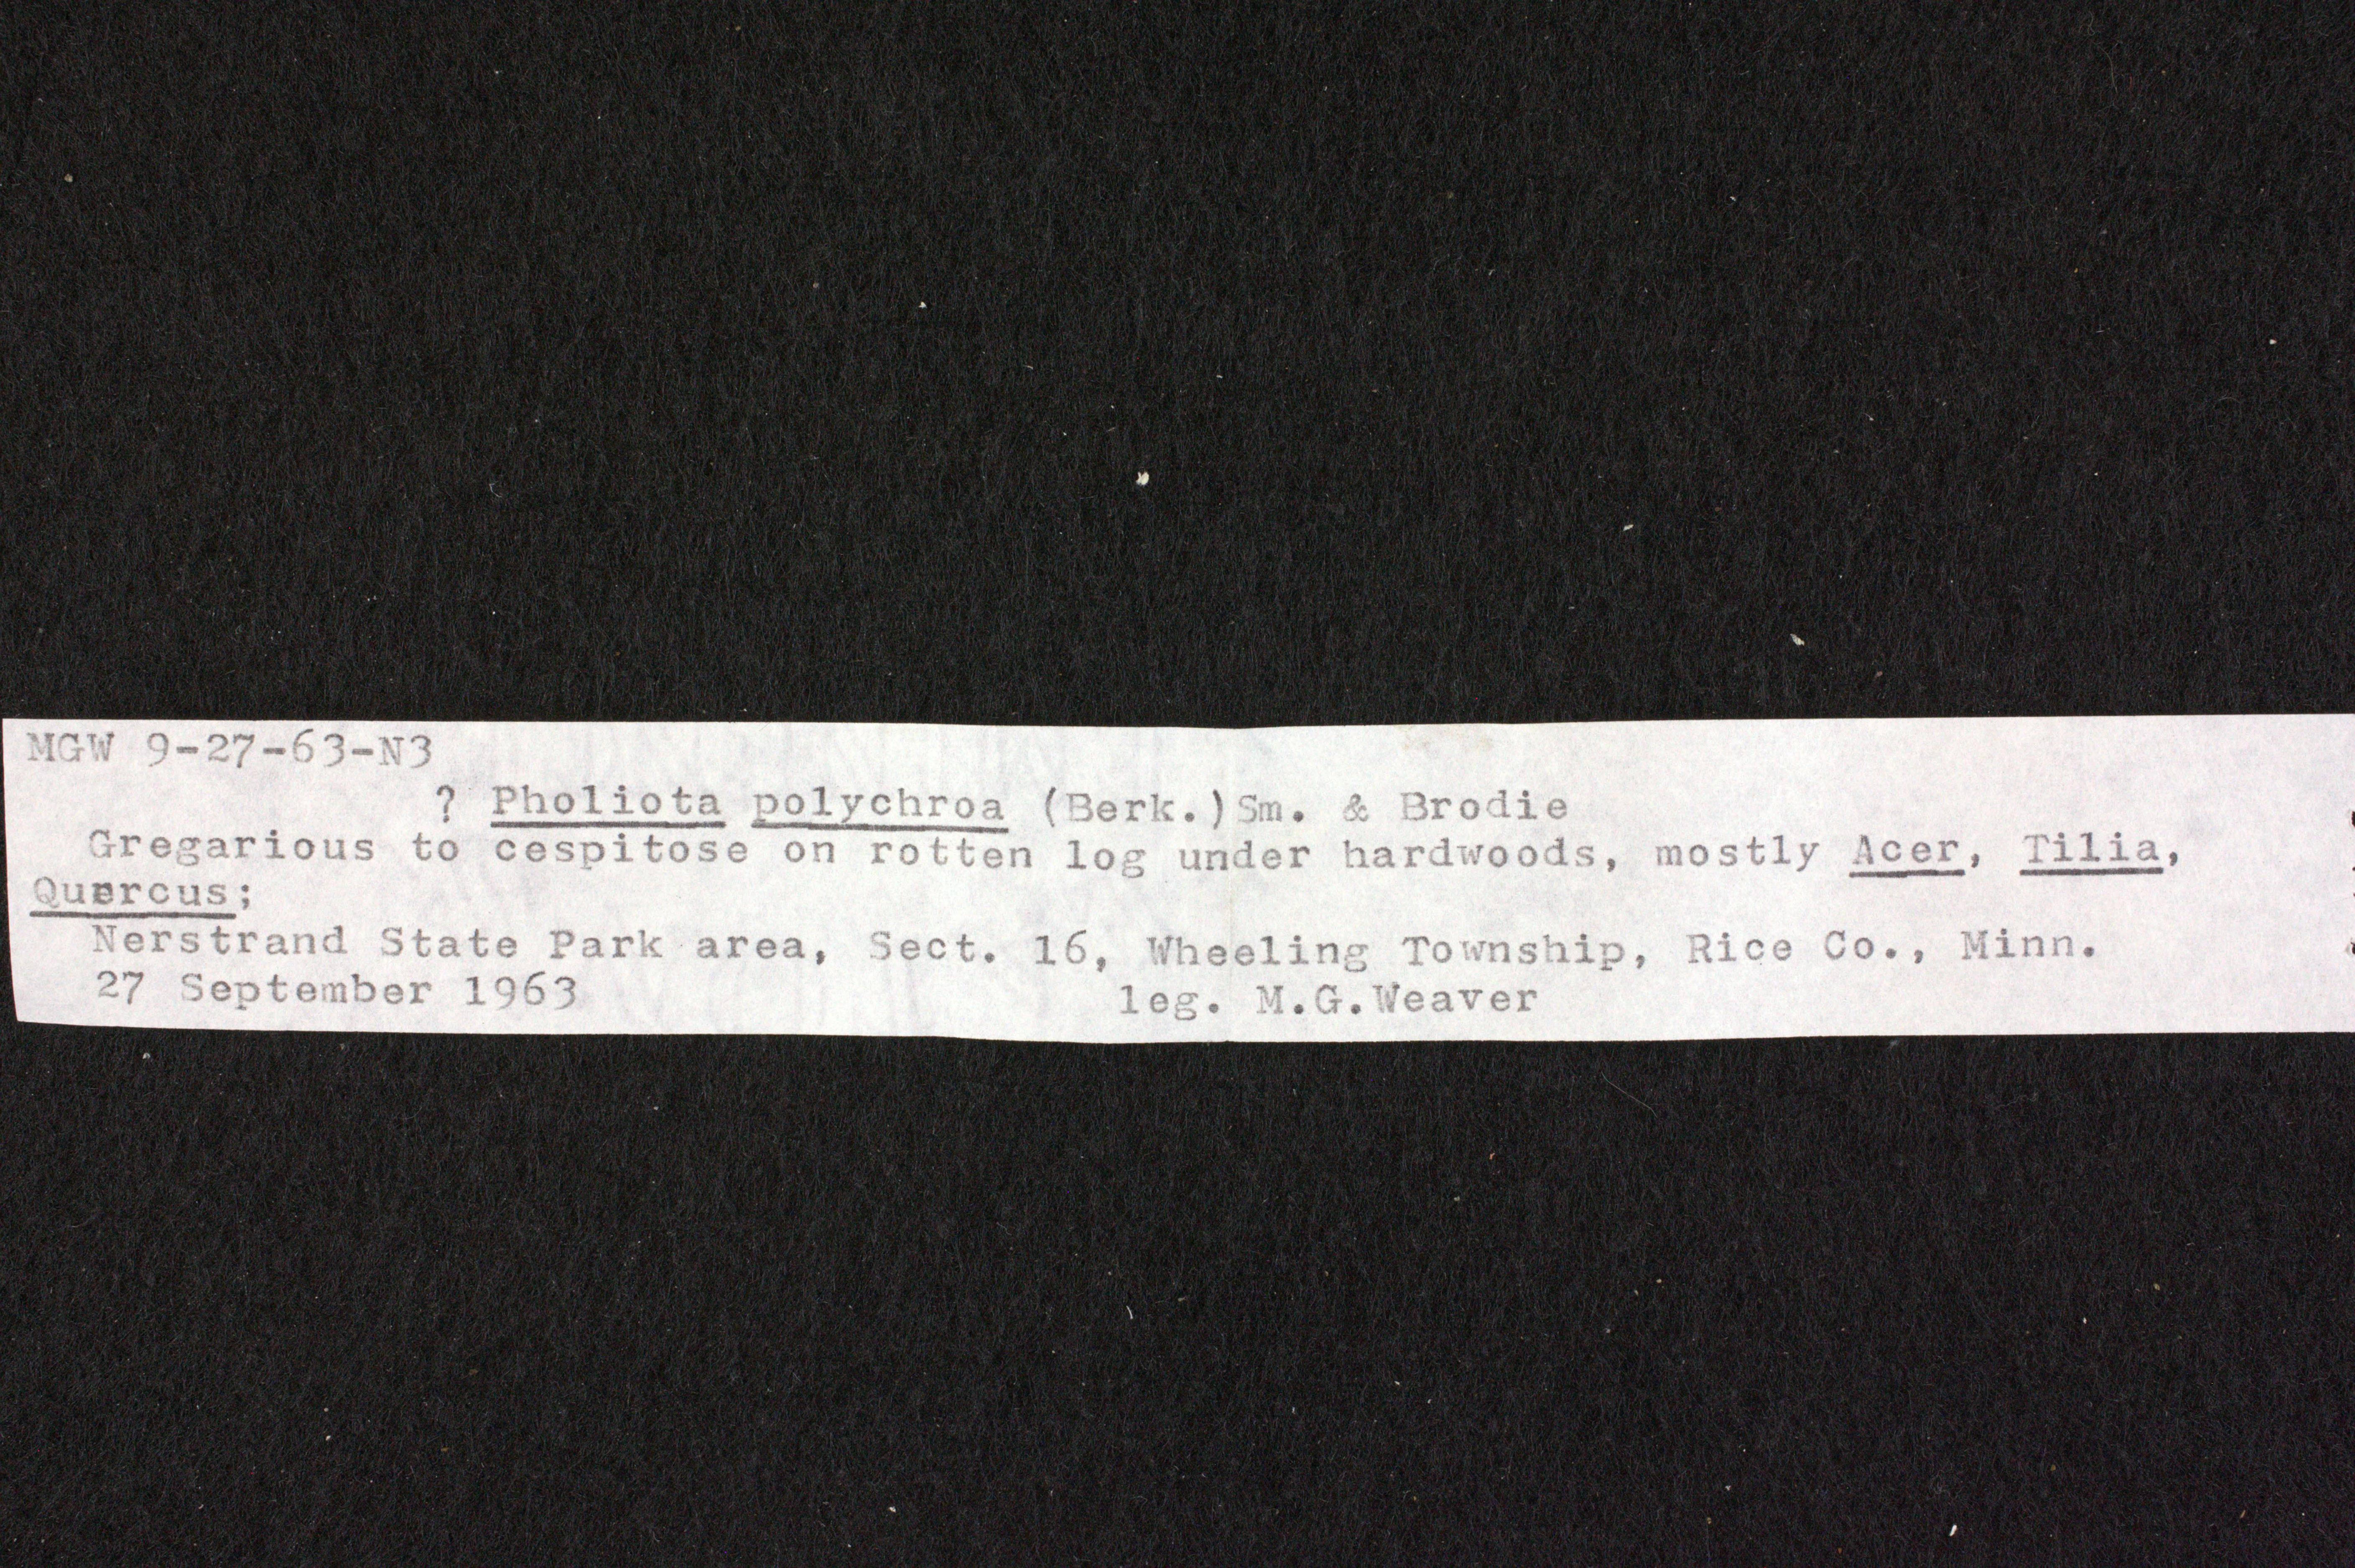 MGW 9-27-63-N3
? Pholiota polychroa (Berk.)Sm. & Brodie
Gregarious to cespitose on rotten log under hardwoods, mostly Acer, Tilia,
Quercus;
Nerstrand State Park area, Sect. 16, Wheeling Township, Rice Co., Minn.
27 September 1963 leg. M.G.Weaver